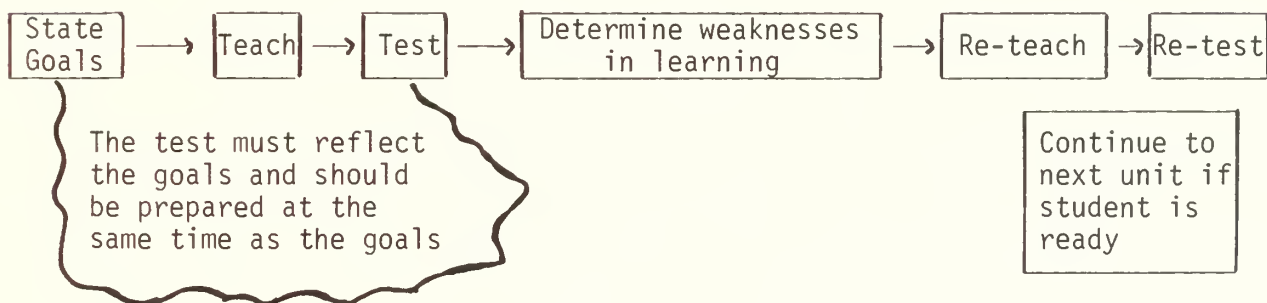 State
Goals
Teach
Test
Determine weaknesses
in learning
Re-teach
Re-test
The test must reflect
the goals and should
be prepared at the
same time as the goals
Continue to
next unit if
student is
ready